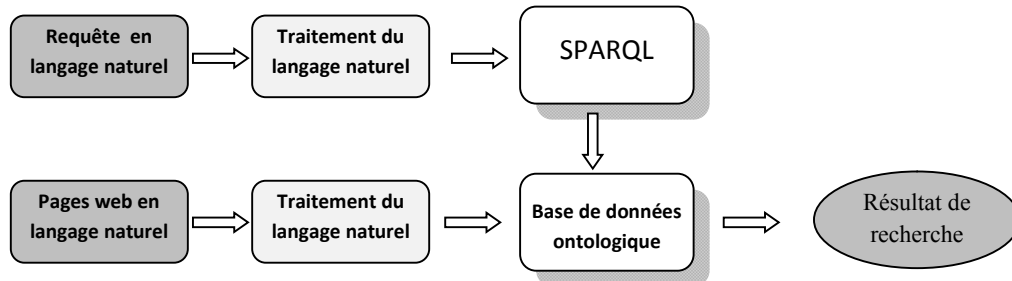 Requête en
langage naturel
Traitement du
langage naturel
SPARQL
Pages web en
langage naturel
Traitement du
langage naturel
Base de données
ontologique
Résultat de
recherche